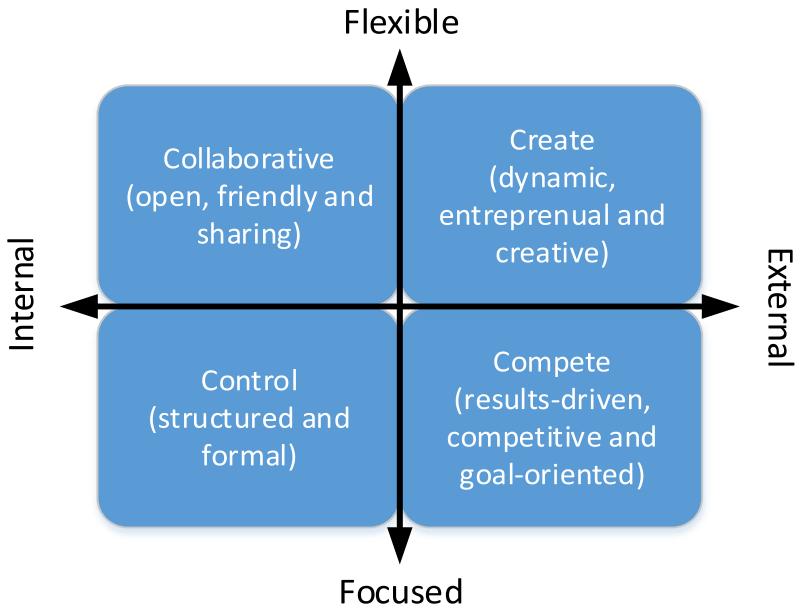 Flexible
Collaborative
(open, friendly and
sharing)
Create
(dynamic,
entreprenual and
creative)
Internal
External
Control
(structured and
formal)
Compete
(results-driven,
competitive and
goal-oriented)
Focused